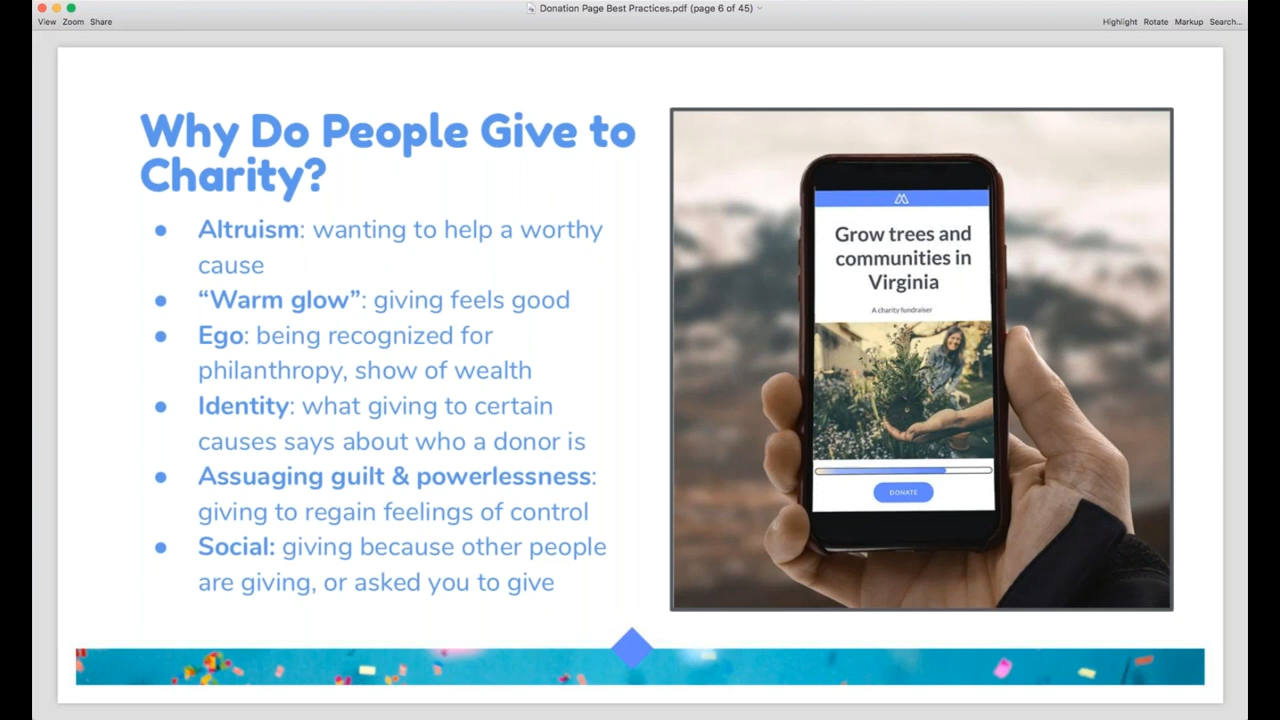 Donation Page Best Practices.pdf (page 6 of 45)
View Zoom Share
Highlight Rotate Markup Search...
Why Do People Give to
Charity?
● Altruism: wanting to help a worthy
cause
● “Warm glow”: giving feels good
● Ego: being recognized for
philanthropy, show of wealth
● Identity: what giving to certain
causes says about who a donor is
● Assuaging guilt & powerlessness:
giving to regain feelings of control
● Social: giving because other people
are giving, or asked you to give
Grow trees and
communities in
Virginia
A charity fundraiser
DONATE